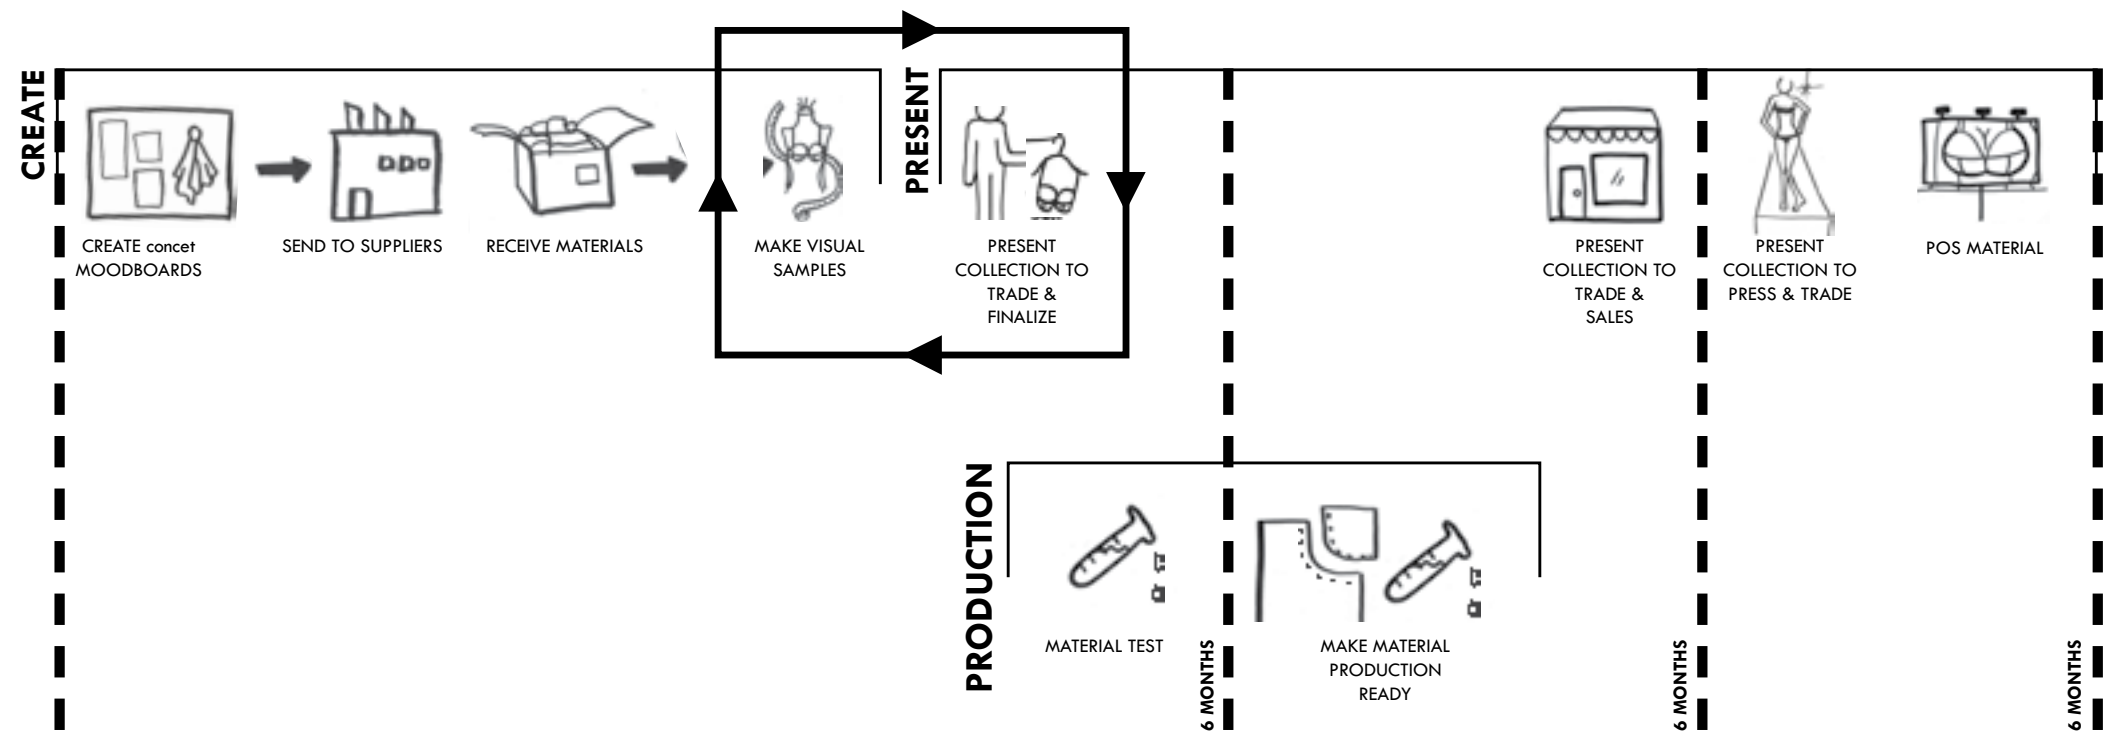 CREATE
CREATE concet
MOODBOARDS
SEND TO SUPPLIERS
RECEIVE MATERIALS
MAKE VISUAL
SAMPLES
PRESENT
PRESENT
COLLECTION TO
TRADE &
FINALIZE
PRESENT
COLLECTION TO
TRADE &
SALES
PRESENT
COLLECTION TO
PRESS & TRADE
POS MATERIAL
PRODUCTION
MATERIAL TEST
6 MONTHS
MAKE MATERIAL
PRODUCTION
READY
6 MONTHS
6 MONTHS